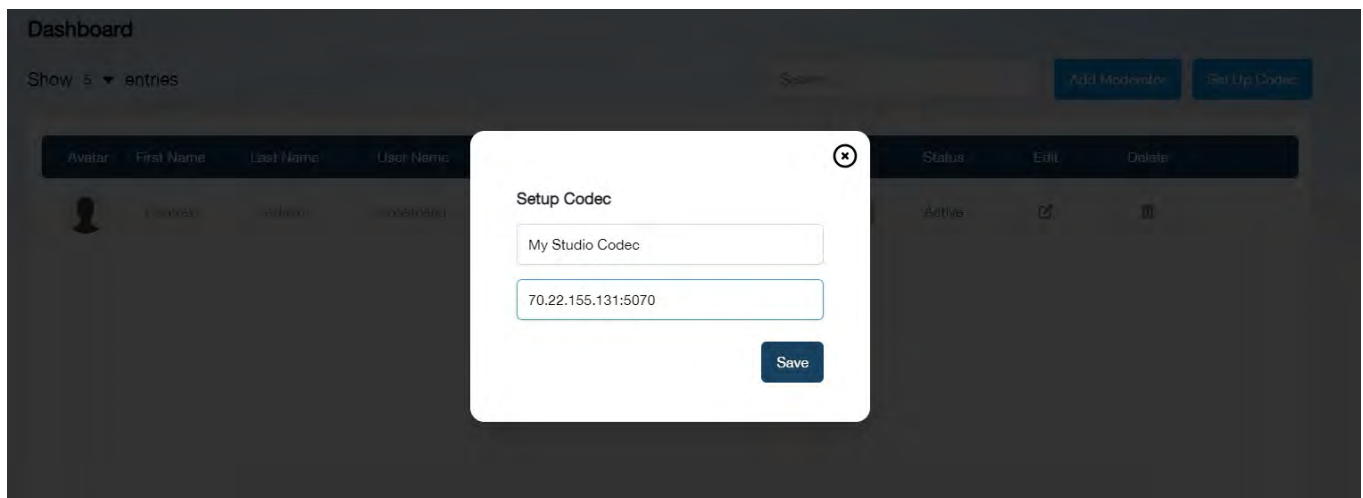 Dashboard
Show 5 entries
Search
Add Moderator Set Up Codec
Avatar First Name Last Name User Name Status Edit Delete
Active
Setup Codec
My Studio Codec
70.22.155.131:5070
Save